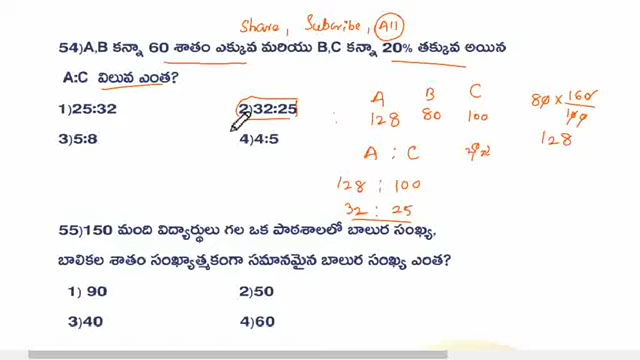 Share, Subcribe, All
54)A,B కన్నా 60 శాతం ఎక్కువ మరియు B,C కన్నా 20% తక్కువ అయిన
A:C విలువ ఎంత?
1)25:32 2)32:25
3)5:8 4)4:5
A B C
128 80 100
80 × 160/100
128
A : C
128 : 100
32 : 25
55)150 మంది విద్యార్థులు గల ఒక పాఠశాలలో బాలుర సంఖ్య,
బాలికల శాతం సంఖ్యాత్మకంగా సమానమైన బాలుర సంఖ్య ఎంత?
1) 90 2)50
3)40 4)60